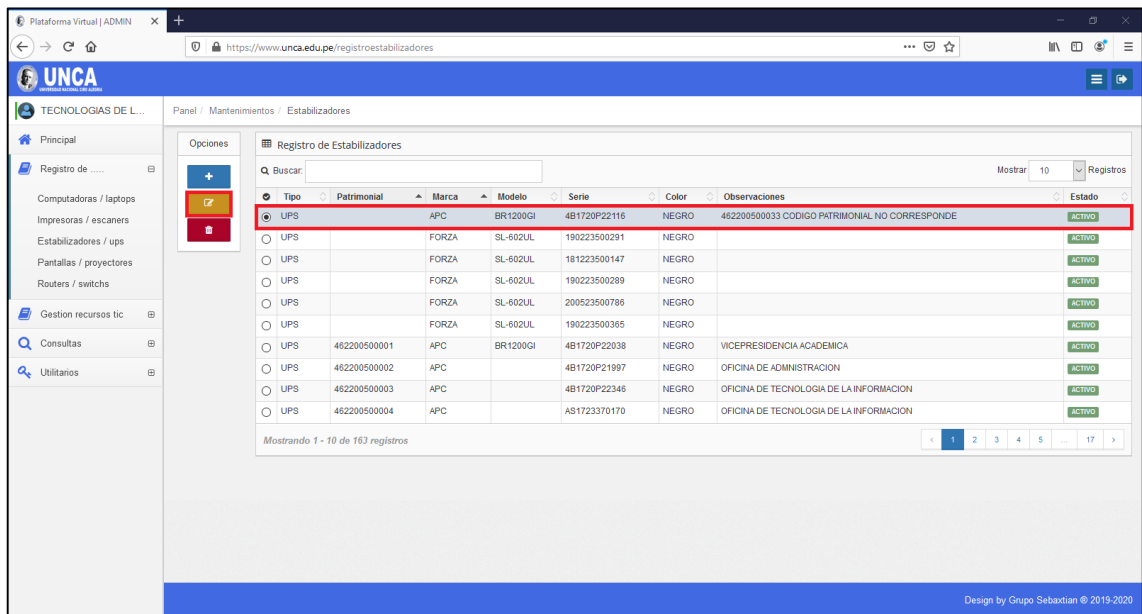 Plataforma Virtual | ADMIN
https://www.unca.edu.pe/registroestabilizadores
UNCA
UNIVERSIDAD NACIONAL CIRO ALEGRIA
TECNOLOGIAS DE L...
Panel / Mantenimientos / Estabilizadores
Principal
Registro de .....
Computadoras / laptops
Impresoras / escaners
Estabilizadores / ups
Pantallas / proyectores
Routers / switchs
Gestion recursos tic
Consultas
Utilitarios
Opciones
Registro de Estabilizadores
Buscar: Mostrar 10 Registros
Tipo Patrimonial Marca Modelo Serie Color Observaciones Estado
UPS APC BR1200GI 4B1720P22116 NEGRO 462200500033 CODIGO PATRIMONIAL NO CORRESPONDE ACTIVO
UPS FORZA SL-602UL 190223500291 NEGRO ACTIVO
UPS FORZA SL-602UL 181223500147 NEGRO ACTIVO
UPS FORZA SL-602UL 190223500289 NEGRO ACTIVO
UPS FORZA SL-602UL 200523500786 NEGRO ACTIVO
UPS FORZA SL-602UL 190223500365 NEGRO ACTIVO
UPS 462200500001 APC BR1200GI 4B1720P22038 NEGRO VICEPRESIDENCIA ACADEMICA ACTIVO
UPS 462200500002 APC 4B1720P21997 NEGRO OFICINA DE ADMNISTRACION ACTIVO
UPS 462200500003 APC 4B1720P22346 NEGRO OFICINA DE TECNOLOGIA DE LA INFORMACION ACTIVO
UPS 462200500004 APC AS1723370170 NEGRO OFICINA DE TECNOLOGIA DE LA INFORMACION ACTIVO
Mostrando 1 - 10 de 163 registros
‹ 1 2 3 4 5 ... 17 ›
Design by Grupo Sebaxtian ® 2019-2020